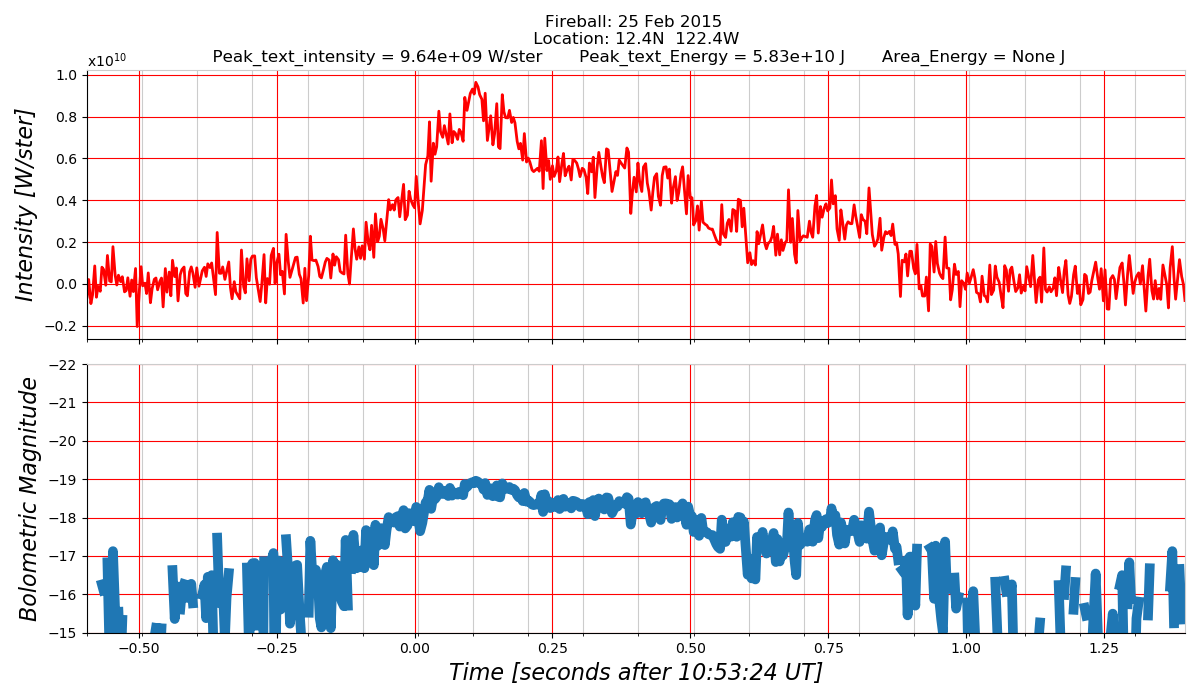 Fireball: 25 Feb 2015
Location: 12.4N 122.4W
Peak_text_intensity = 9.64e+09 W/ster Peak_text_Energy = 5.83e+10 J Area_Energy = None J
x10¹⁰
1.0
0.8
0.6
0.4
0.2
0.0
−0.2
Intensity [W/ster]
−22
−21
−20
−19
−18
−17
−16
−15
Bolometric Magnitude
−0.50 −0.25 0.00 0.25 0.50 0.75 1.00 1.25
Time [seconds after 10:53:24 UT]